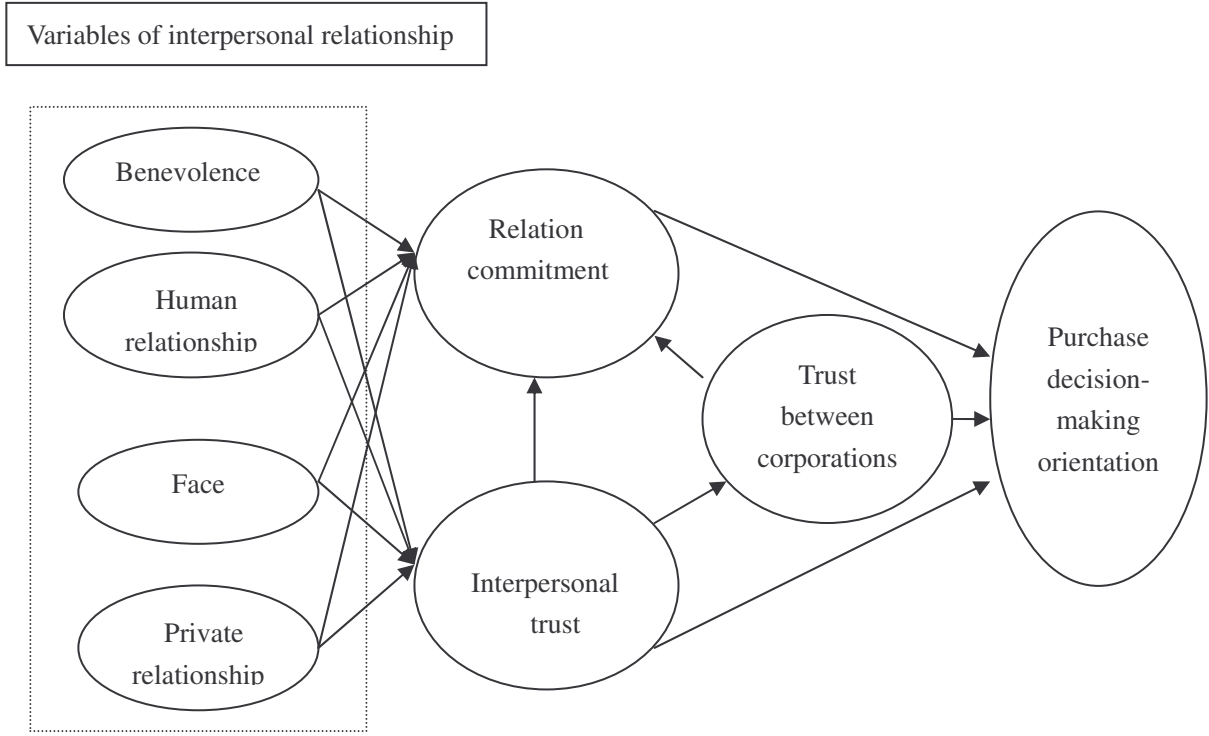 Variables of interpersonal relationship
Benevolence
Human
relationship
Face
Private
relationship
Relation
commitment
Interpersonal
trust
Trust
between
corporations
Purchase
decision-
making
orientation